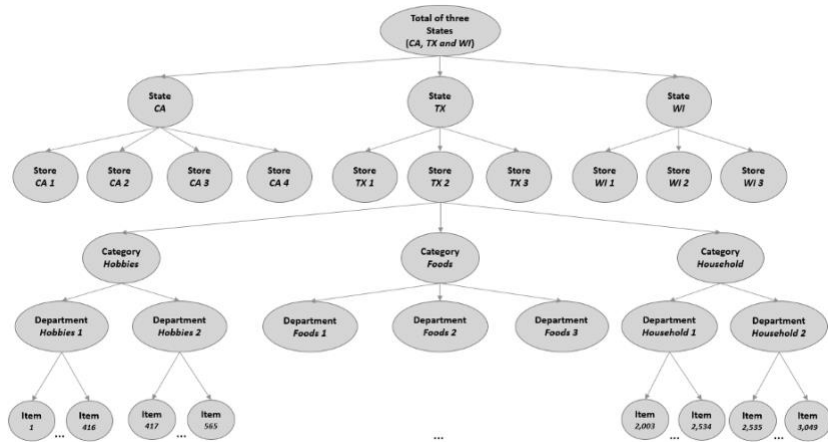 Total of three
States
(CA, TX and WI)
State
CA
State
TX
State
WI
Store
CA 1
Store
CA 2
Store
CA 3
Store
CA 4
Store
TX 1
Store
TX 2
Store
TX 3
Store
WI 1
Store
WI 2
Store
WI 3
Category
Hobbies
Category
Foods
Category
Household
Department
Hobbies 1
Department
Hobbies 2
Department
Foods 1
Department
Foods 2
Department
Foods 3
Department
Household 1
Department
Household 2
Item
1
...
Item
416
Item
417
...
Item
565
...
Item
2,003
...
Item
2,534
Item
2,535
...
Item
3,049